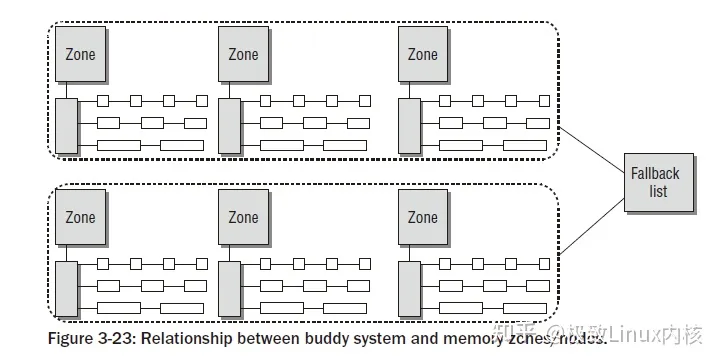 Zone Zone Zone
Fallback
list
Zone Zone Zone
Figure 3-23: Relationship between buddy system and memory zones/nodes.
知乎 @极致Linux内核